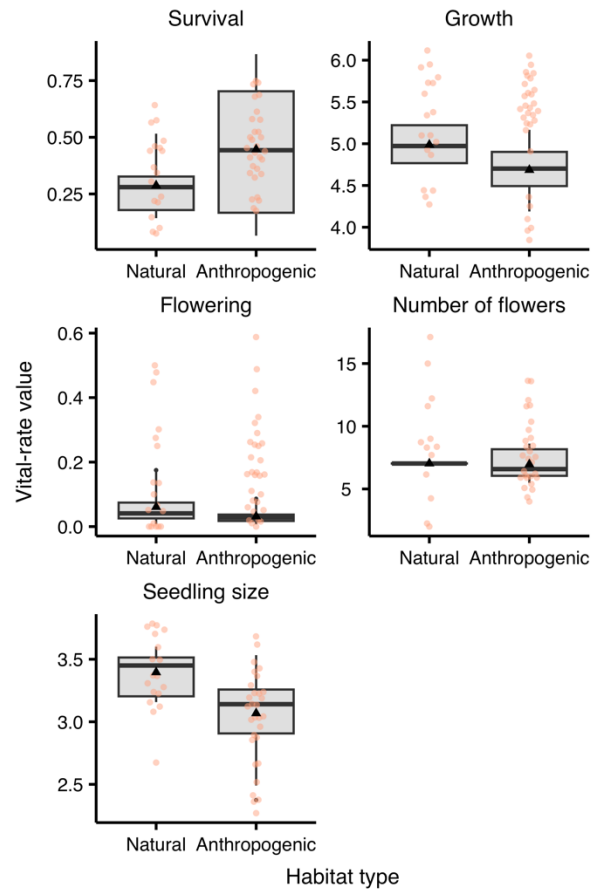 Survival
Growth
0.75
0.50
0.25
6.0
5.5
5.0
4.5
4.0
Natural Anthropogenic
Natural Anthropogenic
Flowering
Number of flowers
Vital-rate value
0.6
0.4
0.2
0.0
15
10
5
Natural Anthropogenic
Natural Anthropogenic
Seedling size
3.5
3.0
2.5
Natural Anthropogenic
Habitat type